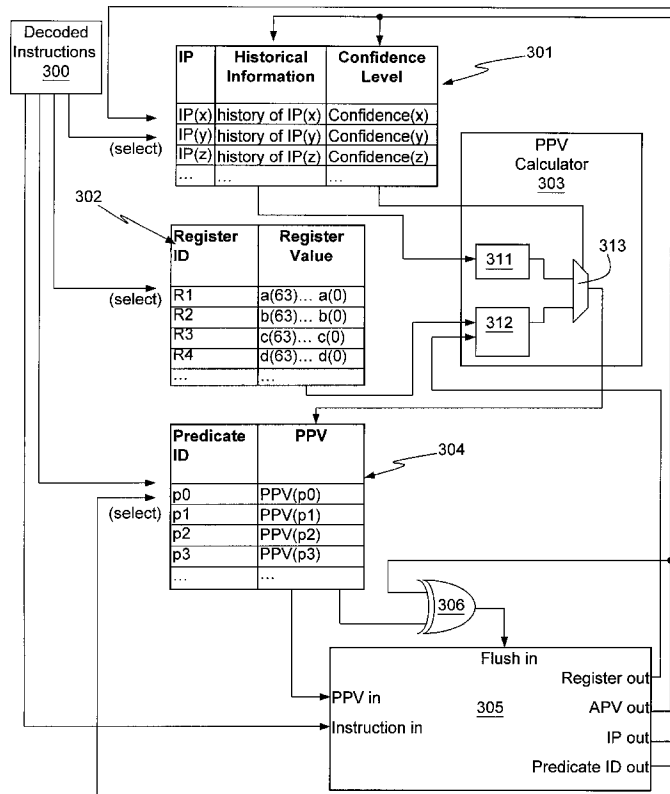 Decoded
Instructions
300
IP Historical Information Confidence Level
IP(x) history of IP(x) Confidence(x)
IP(y) history of IP(y) Confidence(y)
IP(z) history of IP(z) Confidence(z)
... ... ...
(select)
301
302
Register ID Register Value
R1 a(63)... a(0)
R2 b(63)... b(0)
R3 c(63)... c(0)
R4 d(63)... d(0)
... ...
(select)
PPV
Calculator
303
311
312
313
Predicate ID PPV
p0 PPV(p0)
p1 PPV(p1)
p2 PPV(p2)
p3 PPV(p3)
... ...
(select)
304
306
Flush in
Register out
PPV in
305
APV out
Instruction in
IP out
Predicate ID out